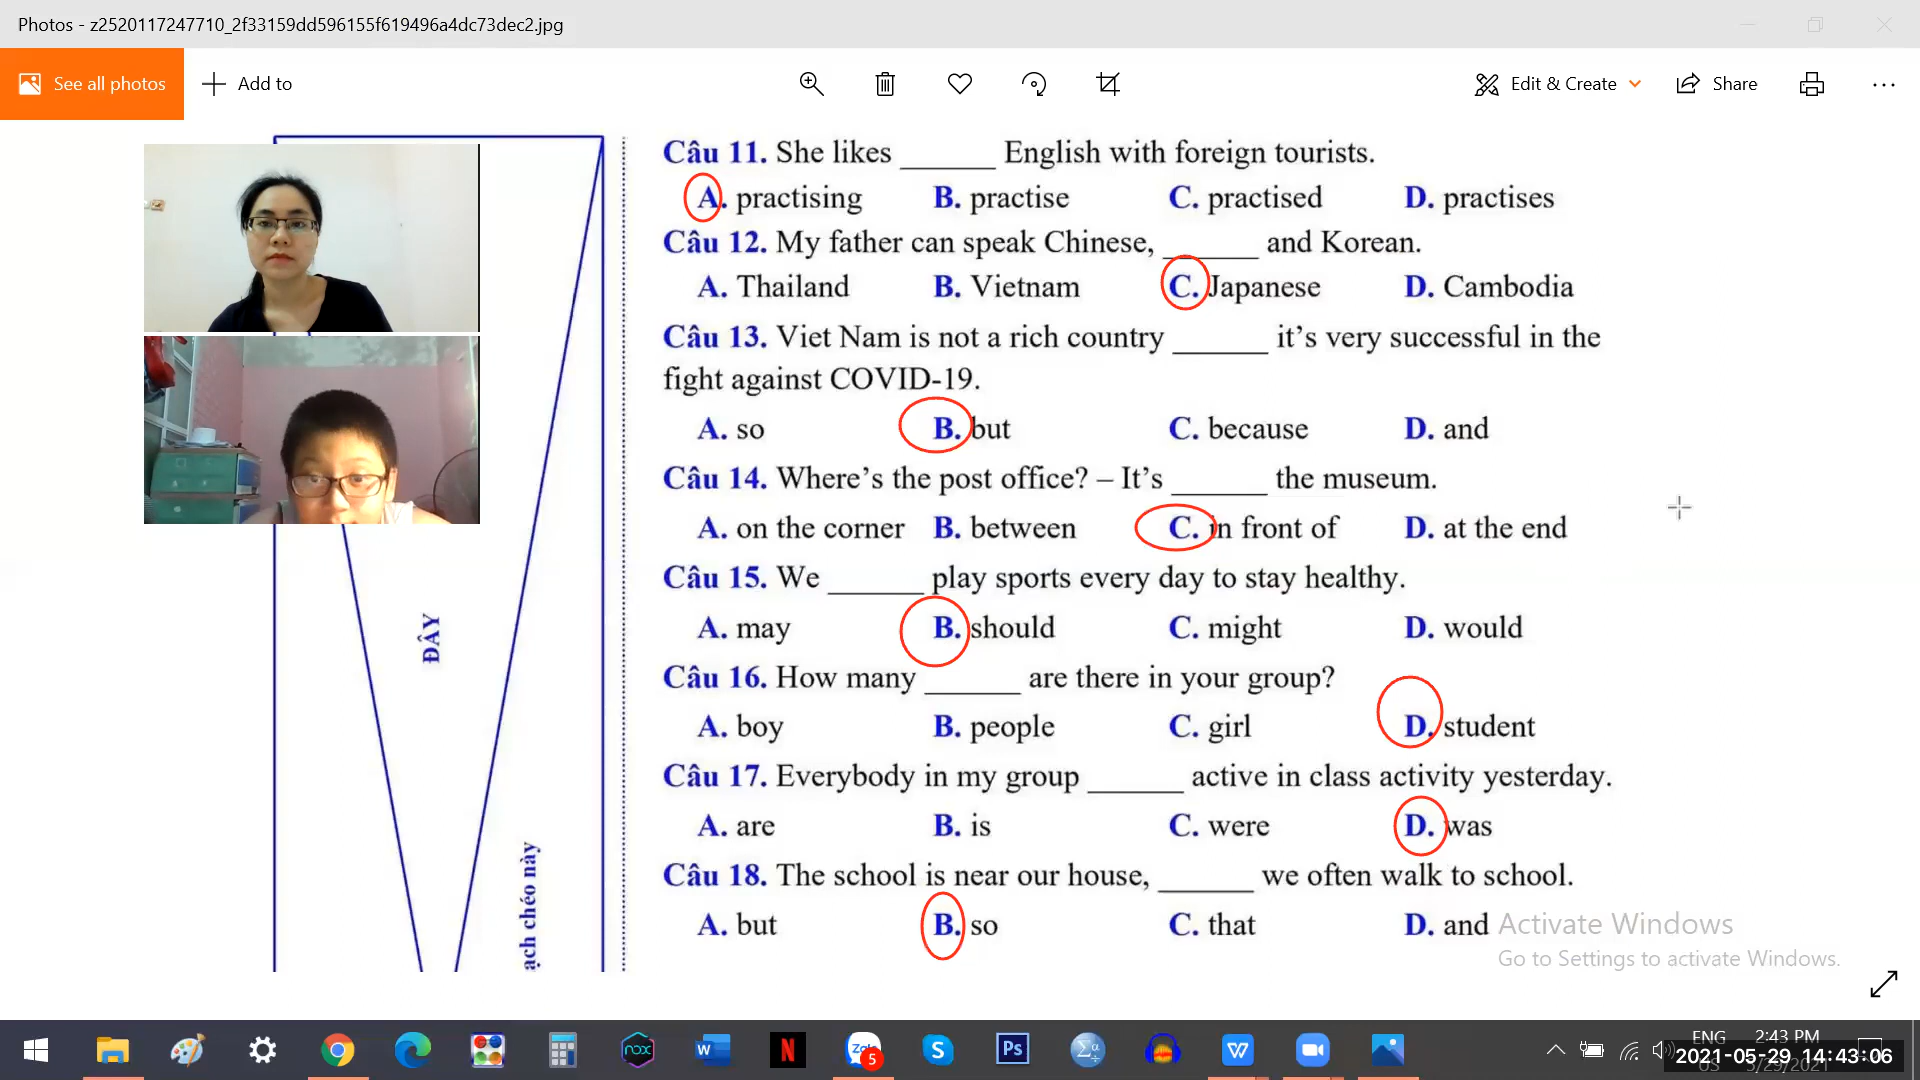 Photos - z2520117247710_2f33159dd596155f619496a4dc73dec2.jpg
See all photos
Add to
Edit & Create
Share
Câu 11. She likes ______ English with foreign tourists.
A. practising B. practise C. practised D. practises
Câu 12. My father can speak Chinese, ______ and Korean.
A. Thailand B. Vietnam C. Japanese D. Cambodia
Câu 13. Viet Nam is not a rich country ______ it’s very successful in the
fight against COVID-19.
A. so B. but C. because D. and
Câu 14. Where’s the post office? – It’s ______ the museum.
A. on the corner B. between C. in front of D. at the end
Câu 15. We ______ play sports every day to stay healthy.
A. may B. should C. might D. would
Câu 16. How many ______ are there in your group?
A. boy B. people C. girl D. student
Câu 17. Everybody in my group ______ active in class activity yesterday.
A. are B. is C. were D. was
Câu 18. The school is near our house, ______ we often walk to school.
A. but B. so C. that D. and
ĐÂY
ạch chéo này
Activate Windows
Go to Settings to activate Windows.
nox
W
N
Zalo
5
S
Ps
Σα
W
ENG
2:43 PM
2021-05-29 14:43:06